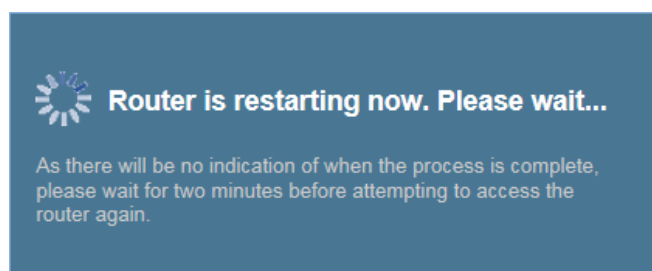 Router is restarting now. Please wait...
As there will be no indication of when the process is complete,
please wait for two minutes before attempting to access the
router again.